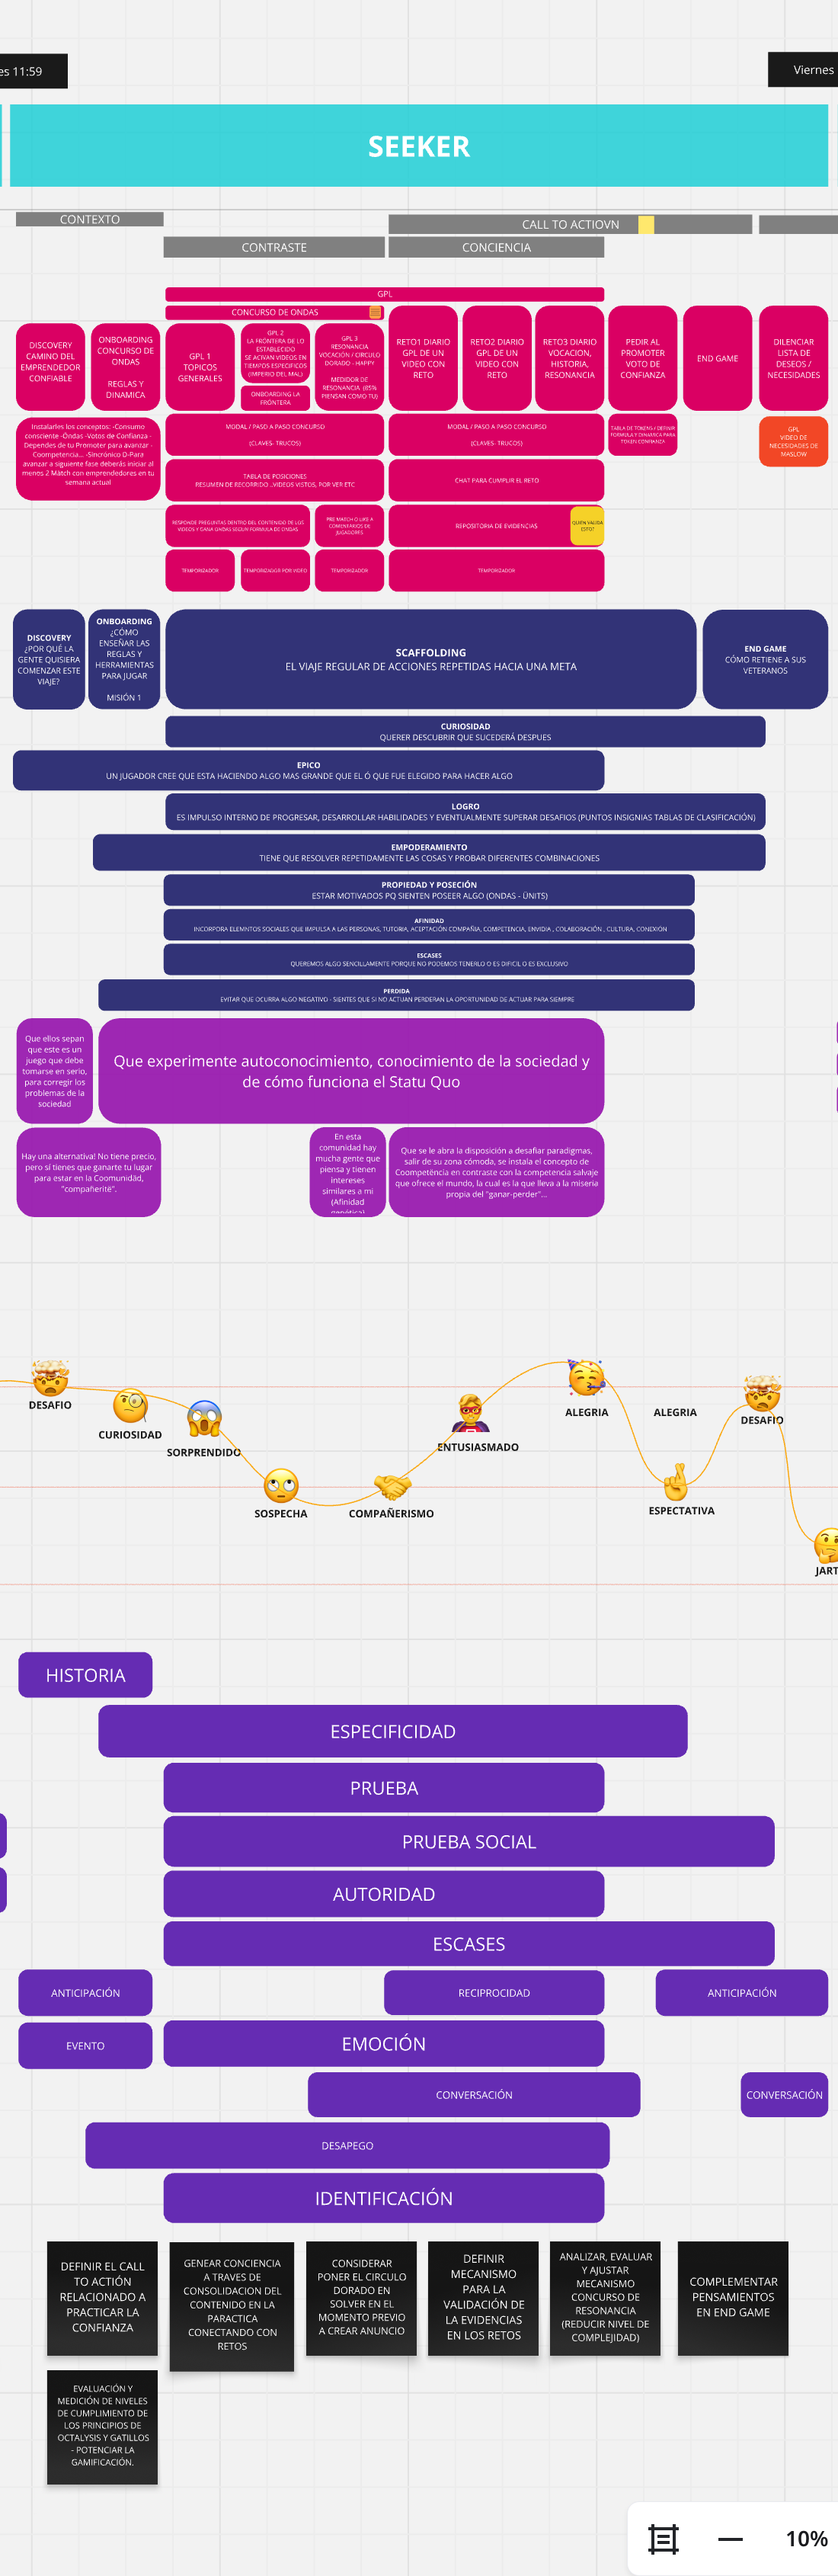 es 11:59
Viernes
SEEKER
CONTEXTO
CALL TO ACTIOVN
CONTRASTE
CONCIENCIA
GPL
CONCURSO DE ONDAS
DISCOVERY
CAMINO DEL
EMPRENDEDOR
CONFIABLE
ONBOARDING
CONCURSO DE
ONDAS
REGLAS Y
DINAMICA
GPL 1
TOPICOS
GENERALES
GPL 2
LA FRÓNTERA DE LO
ESTABLECIDO
SE ACTIVAN VIDEOS EN
TIEMPOS ESPECIFICOS
(IMPERIO DEL MAL)
ONBOARDING LA
FRÓNTERA
GPL 3
RESONANCIA
VOCACIÓN / CIRCULO
DORADO - HAPPY
MEDIDOR DE
RESONANCIA (85%
PIENSAN COMO TU)
RETO1 DIARIO
GPL DE UN
VIDEO CON
RETO
RETO2 DIARIO
GPL DE UN
VIDEO CON
RETO
RETO3 DIARIO
VOCACION,
HISTORIA,
RESONANCIA
PEDIR AL
PROMOTER
VOTO DE
CONFIANZA
END GAME
DILENCIAR
LISTA DE
DESEOS /
NECESIDADES
Instalarles los conceptos: -Consumo
consciente -Öndas -Votos de Confianza -
Dependes de tu Promoter para avanzar -
Coompetencia... -Sincrónico D-Para
avanzar a siguiente fase deberás iniciar al
menos 2 Mätch con emprendedores en tu
semana actual
MODAL / PASO A PASO CONCURSO
(CLAVES- TRUCOS)
MODAL / PASO A PASO CONCURSO
(CLAVES- TRUCOS)
TABLA DE TOKENS / DEFINIR
FORMULA Y DINAMICA PARA
TOKEN CONFIANZA
GPL
VIDEO DE
NECESIDADES DE
MASLOW
TABLA DE POSICIONES
RESUMEN DE RECORRIDO ..VIDEOS VISTOS, POR VER ETC
CHAT PARA CUMPLIR EL RETO
RESPONDE PREGUNTAS DENTRO DEL CONTENIDO DE LOS
VIDEOS Y GANA ONDAS SEGUN FORMULA DE ONDAS
PRE MATCH O LIKE A
COMENTARIOS DE
JUGADORES
REPOSITORIA DE EVIDENCIAS
QUIEN VALIDA
ESTO?
TEMPORIZADOR
TEMPORIZADOR POR VIDEO
TEMPORIZADOR
TEMPORIZADOR
DISCOVERY
¿POR QUÉ LA
GENTE QUISIERA
COMENZAR ESTE
VIAJE?
ONBOARDING
¿CÓMO
ENSEÑAR LAS
REGLAS Y
HERRAMIENTAS
PARA JUGAR
MISIÓN 1
SCAFFOLDING
EL VIAJE REGULAR DE ACCIONES REPETIDAS HACIA UNA META
END GAME
CÓMO RETIENE A SUS
VETERANOS
CURIOSIDAD
QUERER DESCUBRIR QUE SUCEDERÁ DESPUES
EPICO
UN JUGADOR CREE QUE ESTA HACIENDO ALGO MAS GRANDE QUE EL Ó QUE FUE ELEGIDO PARA HACER ALGO
LOGRO
ES IMPULSO INTERNO DE PROGRESAR, DESARROLLAR HABILIDADES Y EVENTUALMENTE SUPERAR DESAFIOS (PUNTOS INSIGNIAS TABLAS DE CLASIFICACIÓN)
EMPODERAMIENTO
TIENE QUE RESOLVER REPETIDAMENTE LAS COSAS Y PROBAR DIFERENTES COMBINACIONES
PROPIEDAD Y POSECIÓN
ESTAR MOTIVADOS PQ SIENTEN POSEER ALGO (ONDAS - ÜNITS)
AFINIDAD
INCORPORA ELEMNTOS SOCIALES QUE IMPULSA A LAS PERSONAS, TUTORIA, ACEPTACIÓN COMPAÑIA, COMPETENCIA, ENVIDIA , COLABORACIÓN , CULTURA, CONEXIÓN
ESCASES
QUEREMOS ALGO SENCILLAMENTE PORQUE NO PODEMOS TENERLO O ES DIFICIL O ES EXCLUSIVO
PERDIDA
EVITAR QUE OCURRA ALGO NEGATIVO - SIENTES QUE SI NO ACTUAN PERDERAN LA OPORTUNIDAD DE ACTUAR PARA SIEMPRE
Que ellos sepan
que este es un
juego que debe
tomarse en serio,
para corregir los
problemas de la
sociedad
Que experimente autoconocimiento, conocimiento de la sociedad y
de cómo funciona el Statu Quo
Hay una alternativa! No tiene precio,
pero sí tienes que ganarte tu lugar
para estar en la Coomunidäd,
"compañerité".
En esta
comunidad hay
mucha gente que
piensa y tienen
intereses
similares a mi
(Afinidad
genética)
Que se le abra la disposición a desafiar paradigmas,
salir de su zona cómoda, se instala el concepto de
Coompetencia en contraste con la competencia salvaje
que ofrece el mundo, la cual es la que lleva a la miseria
propia del "ganar-perder"...
DESAFIO
CURIOSIDAD
SORPRENDIDO
SOSPECHA
COMPAÑERISMO
ENTUSIASMADO
ALEGRIA
ALEGRIA
ESPECTATIVA
DESAFIO
JART
HISTORIA
ESPECIFICIDAD
PRUEBA
PRUEBA SOCIAL
AUTORIDAD
ESCASES
ANTICIPACIÓN
RECIPROCIDAD
ANTICIPACIÓN
EVENTO
EMOCIÓN
CONVERSACIÓN
CONVERSACIÓN
DESAPEGO
IDENTIFICACIÓN
DEFINIR EL CALL
TO ACTIÓN
RELACIONADO A
PRACTICAR LA
CONFIANZA
GENEAR CONCIENCIA
A TRAVES DE
CONSOLIDACION DEL
CONTENIDO EN LA
PARACTICA
CONECTANDO CON
RETOS
CONSIDERAR
PONER EL CIRCULO
DORADO EN
SOLVER EN EL
MOMENTO PREVIO
A CREAR ANUNCIO
DEFINIR
MECANISMO
PARA LA
VALIDACIÓN DE
LA EVIDENCIAS
EN LOS RETOS
ANALIZAR, EVALUAR
Y AJUSTAR
MECANISMO
CONCURSO DE
RESONANCIA
(REDUCIR NIVEL DE
COMPLEJIDAD)
COMPLEMENTAR
PENSAMIENTOS
EN END GAME
EVALUACIÓN Y
MEDICIÓN DE NIVELES
DE CUMPLIMIENTO DE
LOS PRINCIPIOS DE
OCTALYSIS Y GATILLOS
- POTENCIAR LA
GAMIFICACIÓN.
10%